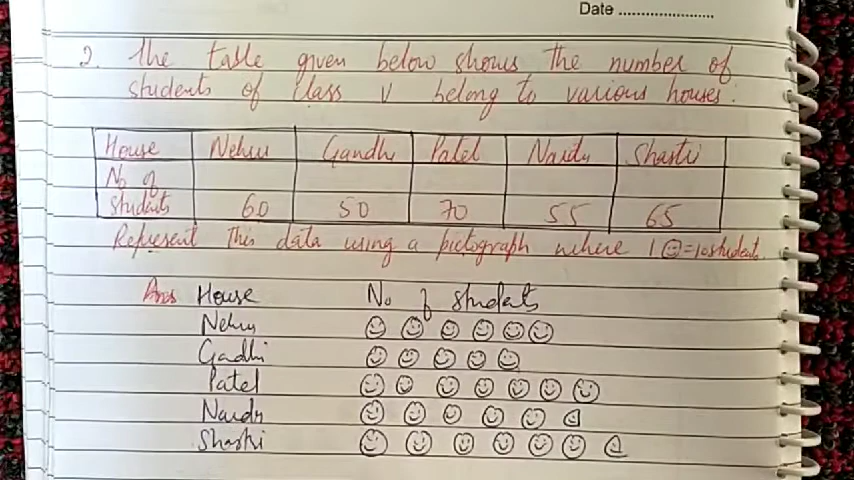 Date ......................
2. The table given below shows the number of
students of Class V belong to various houses.
House Nehru Gandhi Patel Naidu Shastri
No of
students 60 50 70 55 65
Represent this data using a pictograph where 1 ☺=10 students.
Ans House No of students
Nehru ☺ ☺ ☺ ☺ ☺ ☺
Gadhi ☺ ☺ ☺ ☺ ☺
Patel ☺ ☺ ☺ ☺ ☺ ☺ ☺
Naidu ☺ ☺ ☺ ☺ ☺
Shastri ☺ ☺ ☺ ☺ ☺ ☺